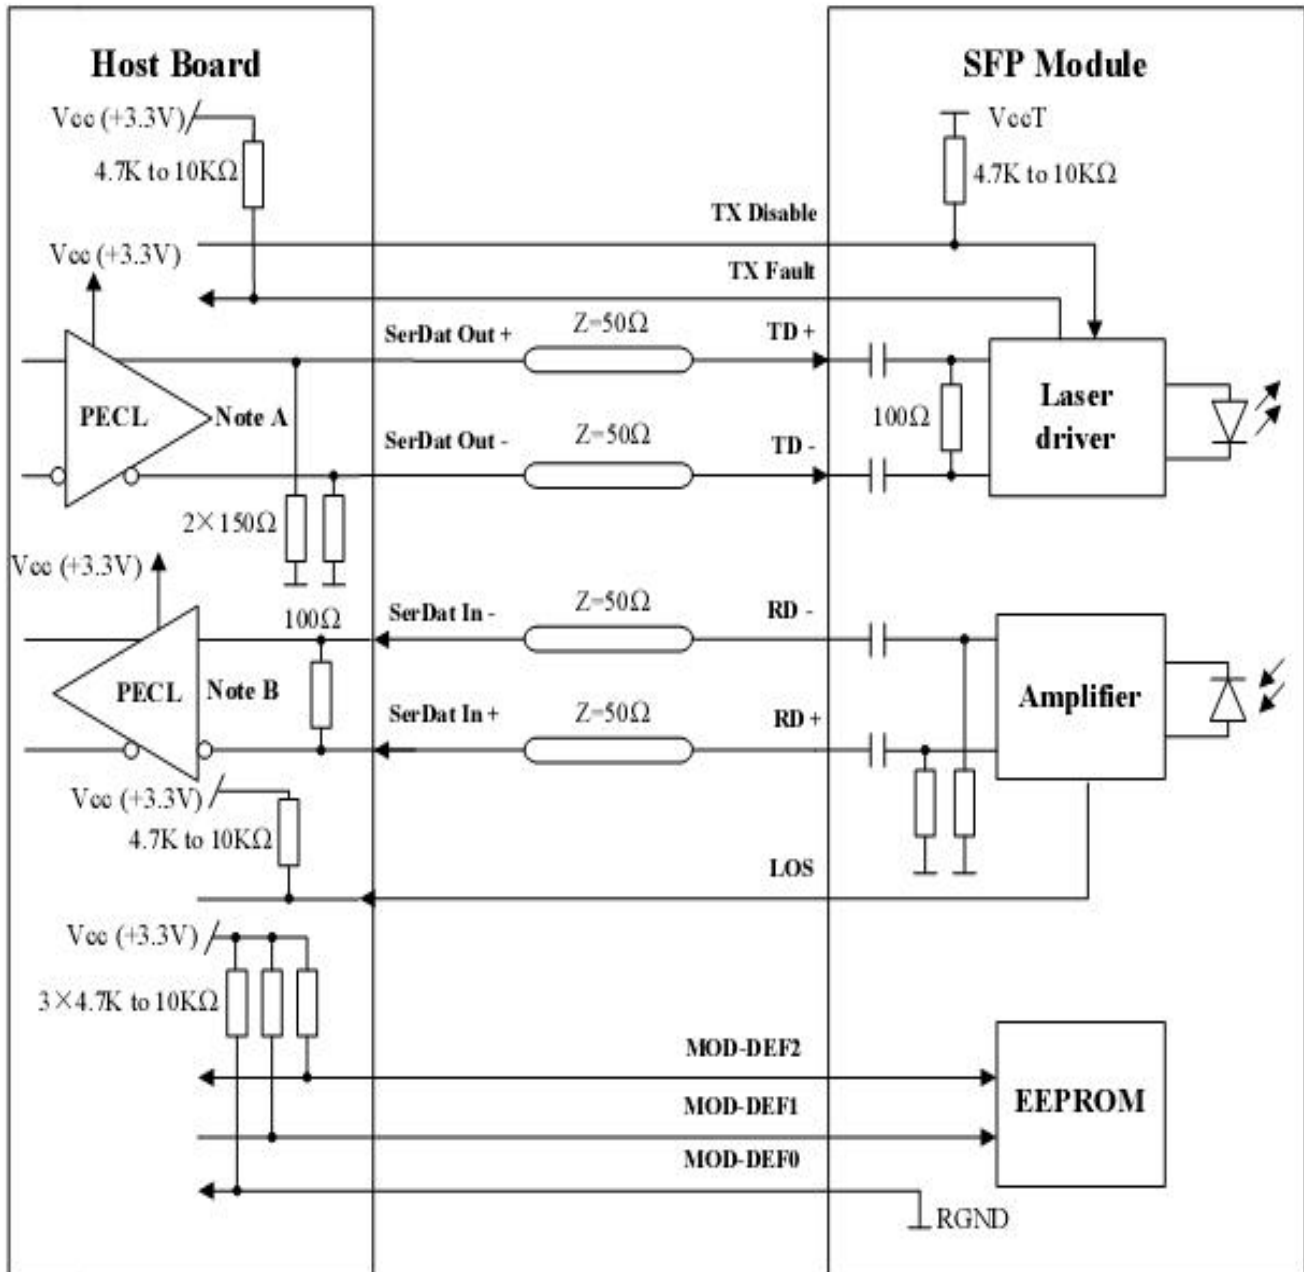 Host Board
SFP Module
Vcc (+3.3V)
VccT
4.7K to 10KΩ
4.7K to 10KΩ
TX Disable
Vcc (+3.3V)
TX Fault
SerDat Out +
Z=50Ω
TD +
PECL
Note A
100Ω
Laser
driver
SerDat Out -
Z=50Ω
TD -
2×150Ω
Vcc (+3.3V)
100Ω
SerDat In -
Z=50Ω
RD -
PECL
Note B
Amplifier
SerDat In +
Z=50Ω
RD +
Vcc (+3.3V)
4.7K to 10KΩ
LOS
Vcc (+3.3V)
3×4.7K to 10KΩ
MOD-DEF2
EEPROM
MOD-DEF1
MOD-DEF0
RGND